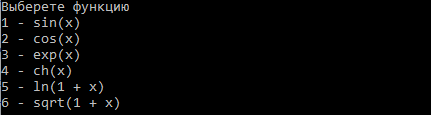 Выберете функцию
1 - sin(x)
2 - cos(x)
3 - exp(x)
4 - ch(x)
5 - ln(1 + x)
6 - sqrt(1 + x)